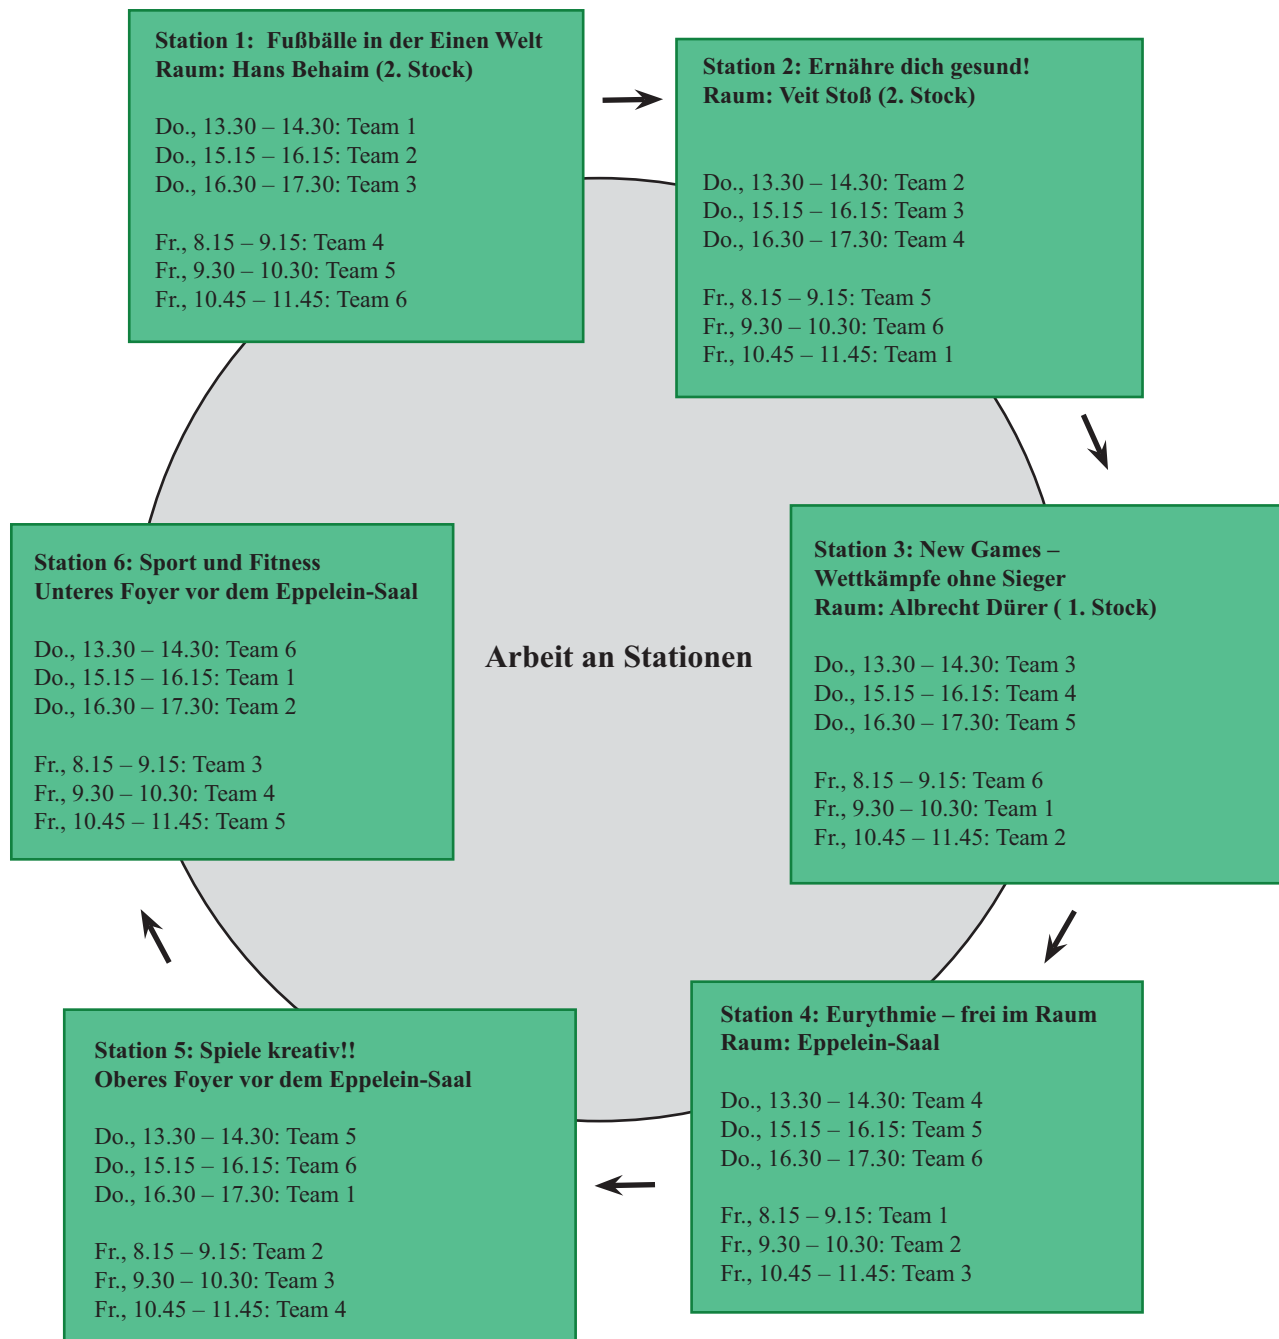 Station 1:  Fußbälle in der Einen Welt
Raum: Hans Behaim (2. Stock)
Do., 13.30 – 14.30: Team 1
Do., 15.15 – 16.15: Team 2
Do., 16.30 – 17.30: Team 3
Fr., 8.15 – 9.15: Team 4
Fr., 9.30 – 10.30: Team 5
Fr., 10.45 – 11.45: Team 6
Station 2: Ernähre dich gesund!
Raum: Veit Stoß (2. Stock)
Do., 13.30 – 14.30: Team 2
Do., 15.15 – 16.15: Team 3
Do., 16.30 – 17.30: Team 4
Fr., 8.15 – 9.15: Team 5
Fr., 9.30 – 10.30: Team 6
Fr., 10.45 – 11.45: Team 1
Station 3: New Games –
Wettkämpfe ohne Sieger
Raum: Albrecht Dürer ( 1. Stock)
Do., 13.30 – 14.30: Team 3
Do., 15.15 – 16.15: Team 4
Do., 16.30 – 17.30: Team 5
Fr., 8.15 – 9.15: Team 6
Fr., 9.30 – 10.30: Team 1
Fr., 10.45 – 11.45: Team 2
Station 4: Eurythmie – frei im Raum
Raum: Eppelein-Saal
Do., 13.30 – 14.30: Team 4
Do., 15.15 – 16.15: Team 5
Do., 16.30 – 17.30: Team 6
Fr., 8.15 – 9.15: Team 1
Fr., 9.30 – 10.30: Team 2
Fr., 10.45 – 11.45: Team 3
Station 5: Spiele kreativ!!
Oberes Foyer vor dem Eppelein-Saal
Do., 13.30 – 14.30: Team 5
Do., 15.15 – 16.15: Team 6
Do., 16.30 – 17.30: Team 1
Fr., 8.15 – 9.15: Team 2
Fr., 9.30 – 10.30: Team 3
Fr., 10.45 – 11.45: Team 4
Station 6: Sport und Fitness
Unteres Foyer vor dem Eppelein-Saal
Do., 13.30 – 14.30: Team 6
Do., 15.15 – 16.15: Team 1
Do., 16.30 – 17.30: Team 2
Fr., 8.15 – 9.15: Team 3
Fr., 9.30 – 10.30: Team 4
Fr., 10.45 – 11.45: Team 5
Arbeit an Stationen